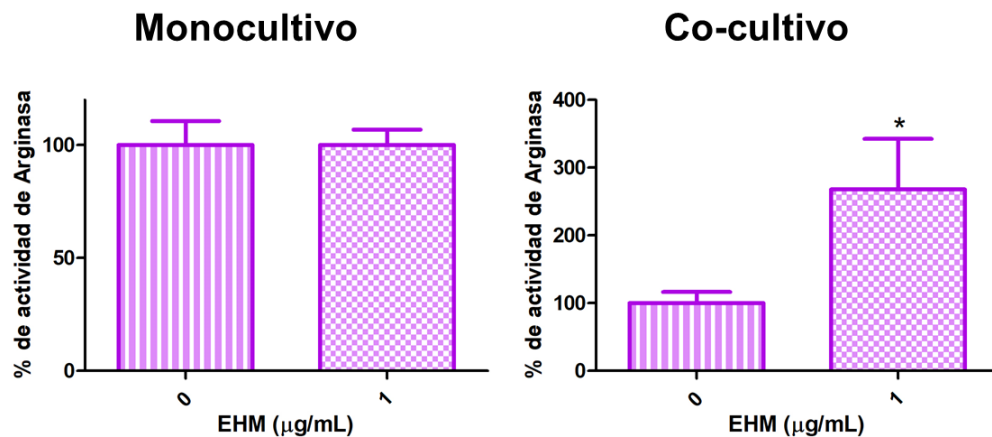 Monocultivo
% de actividad de Arginasa
100
50
0
0
1
EHM (μg/mL)
Co-cultivo
% de actividad de Arginasa
400
300
200
100
0
*
0
1
EHM (μg/mL)